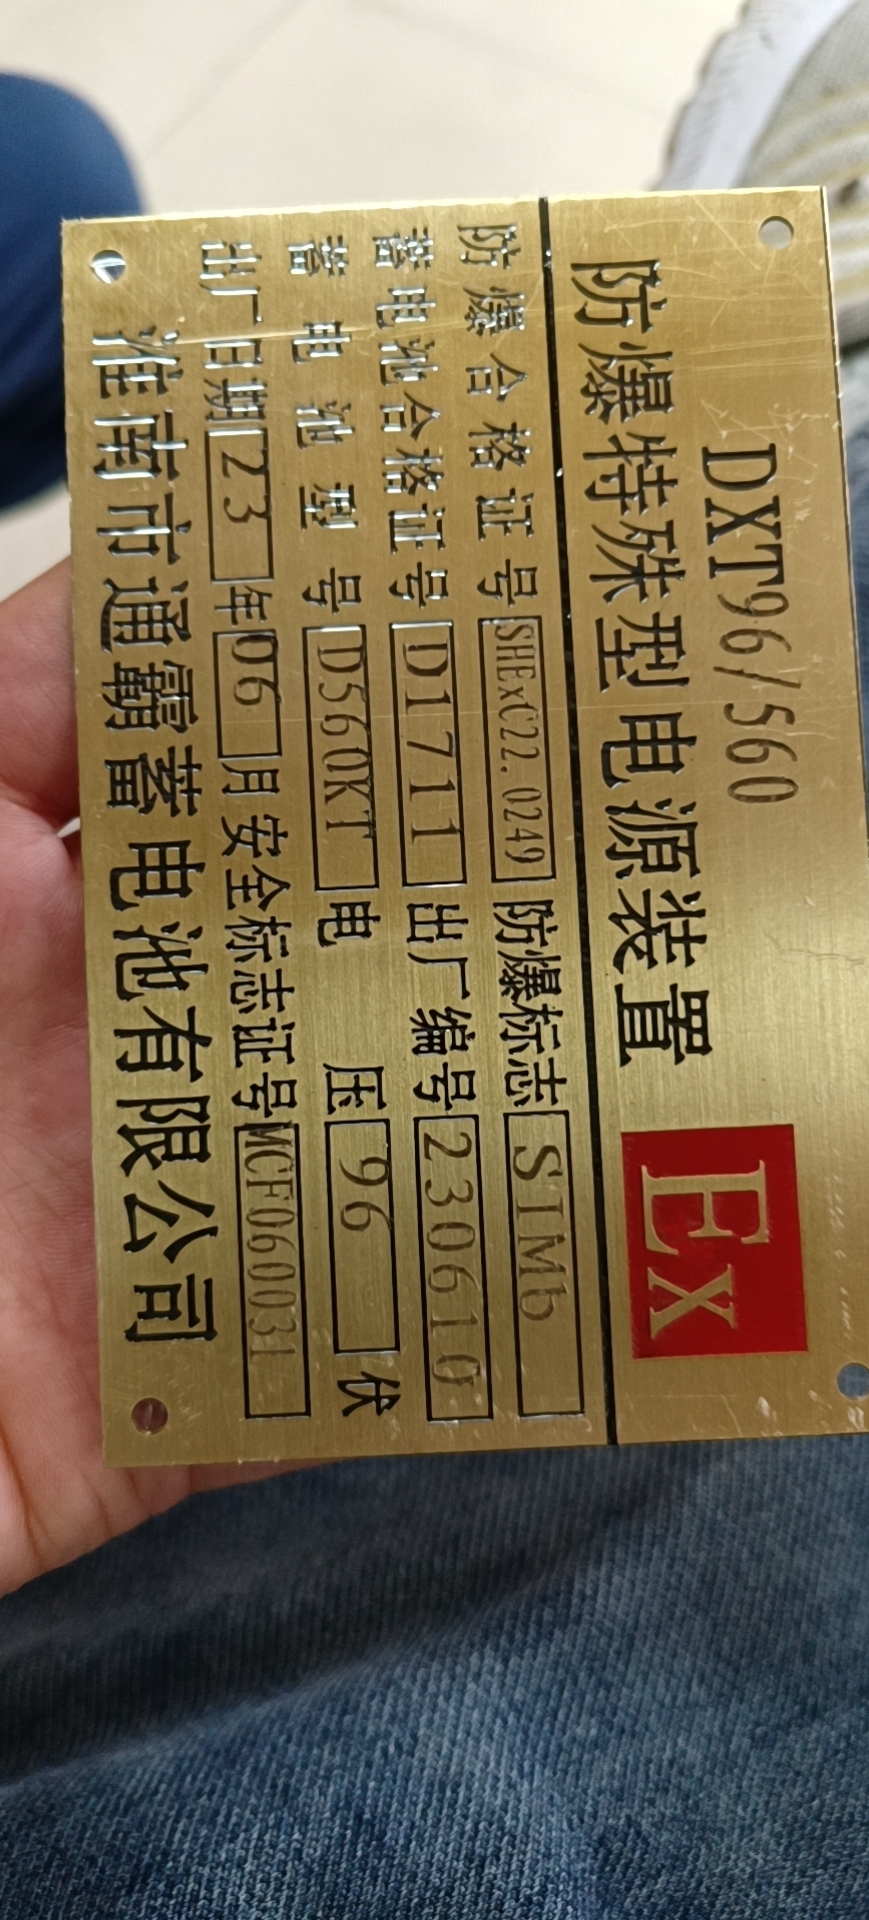 DXT96/560
防爆特殊型电源装置 Ex
防爆合格证号 SHExC22.0249 防爆标志 SIMb
蓄电池合格证号 D1711 出厂编号 230610
蓄电池型号 D560KT 电压 96 伏
出厂日期 23 年 06 月 安全标志证号 MCF060031
淮南市通霸蓄电池有限公司